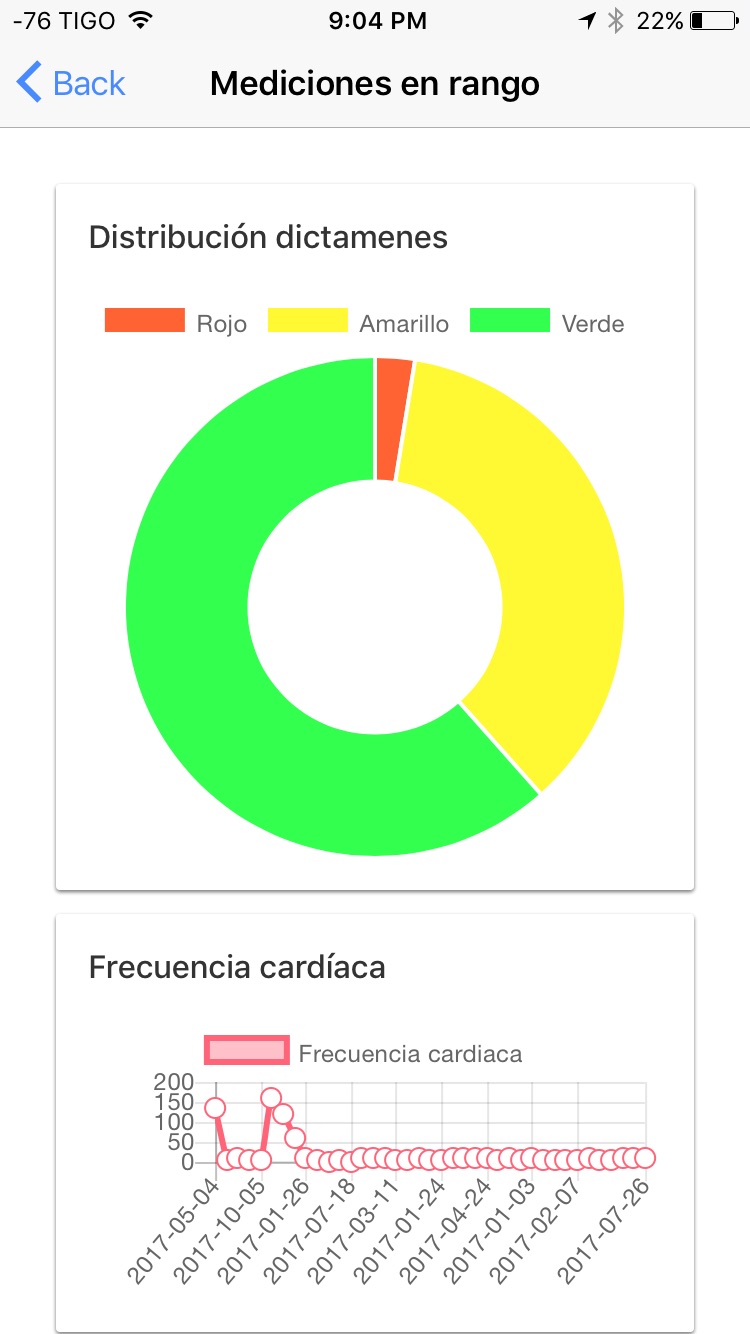 -76 TIGO 9:04 PM 22%
Back Mediciones en rango
Distribución dictamenes
Rojo Amarillo Verde
Frecuencia cardíaca
Frecuencia cardiaca
200
150
100
50
0
2017-05-04 2017-10-05 2017-01-26 2017-07-18 2017-03-11 2017-01-24 2017-04-24 2017-01-03 2017-02-07 2017-07-26